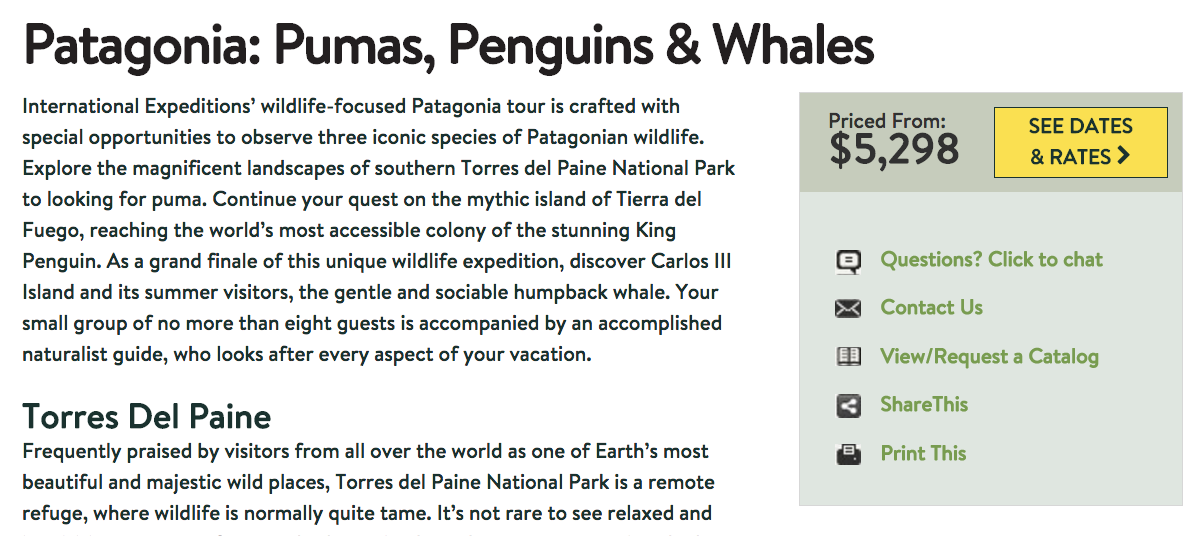 Patagonia: Pumas, Penguins & Whales
International Expeditions’ wildlife-focused Patagonia tour is crafted with
special opportunities to observe three iconic species of Patagonian wildlife.
Explore the magnificent landscapes of southern Torres del Paine National Park
to looking for puma. Continue your quest on the mythic island of Tierra del
Fuego, reaching the world’s most accessible colony of the stunning King
Penguin. As a grand finale of this unique wildlife expedition, discover Carlos III
Island and its summer visitors, the gentle and sociable humpback whale. Your
small group of no more than eight guests is accompanied by an accomplished
naturalist guide, who looks after every aspect of your vacation.
Torres Del Paine
Frequently praised by visitors from all over the world as one of Earth’s most
beautiful and majestic wild places, Torres del Paine National Park is a remote
refuge, where wildlife is normally quite tame. It’s not rare to see relaxed and
Priced From:
$5,298
SEE DATES
& RATES
Questions? Click to chat
Contact Us
View/Request a Catalog
ShareThis
Print This